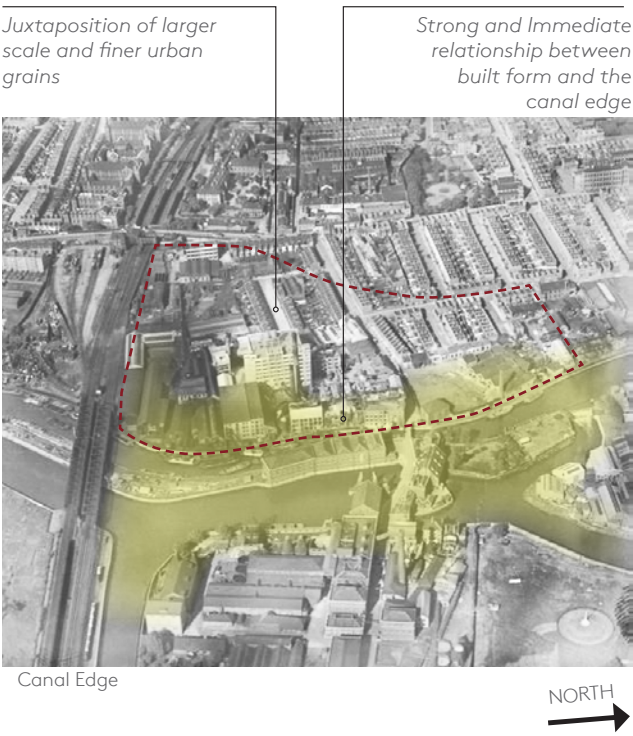 Juxtaposition of larger
scale and finer urban
grains
Strong and Immediate
relationship between
built form and the
canal edge
Canal Edge
NORTH